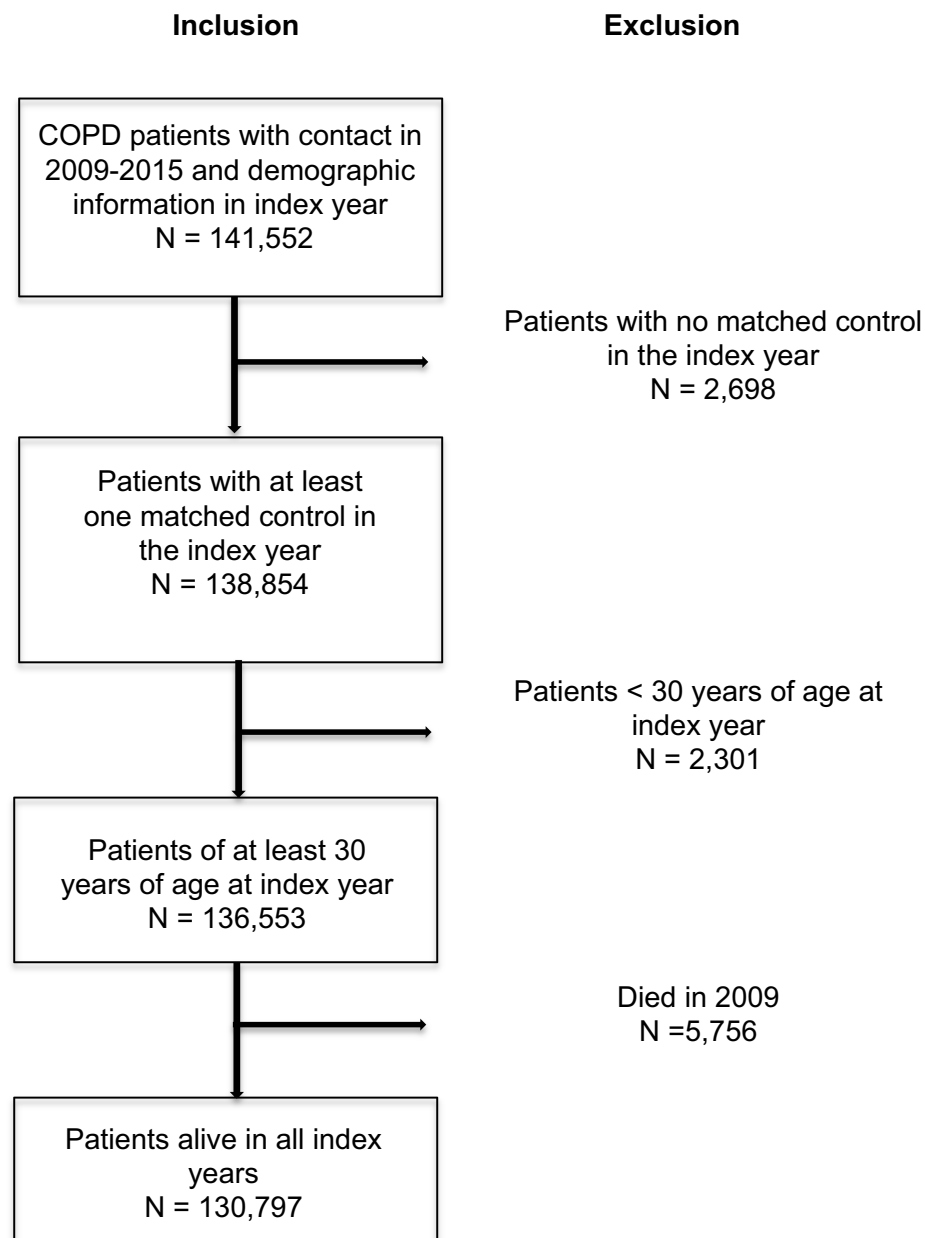 Inclusion
Exclusion
COPD patients with contact in
2009-2015 and demographic
information in index year
N = 141,552
Patients with no matched control
in the index year
N = 2,698
Patients with at least
one matched control in
the index year
N = 138,854
Patients < 30 years of age at
index year
N = 2,301
Patients of at least 30
years of age at index year
N = 136,553
Died in 2009
N =5,756
Patients alive in all index
years
N = 130,797